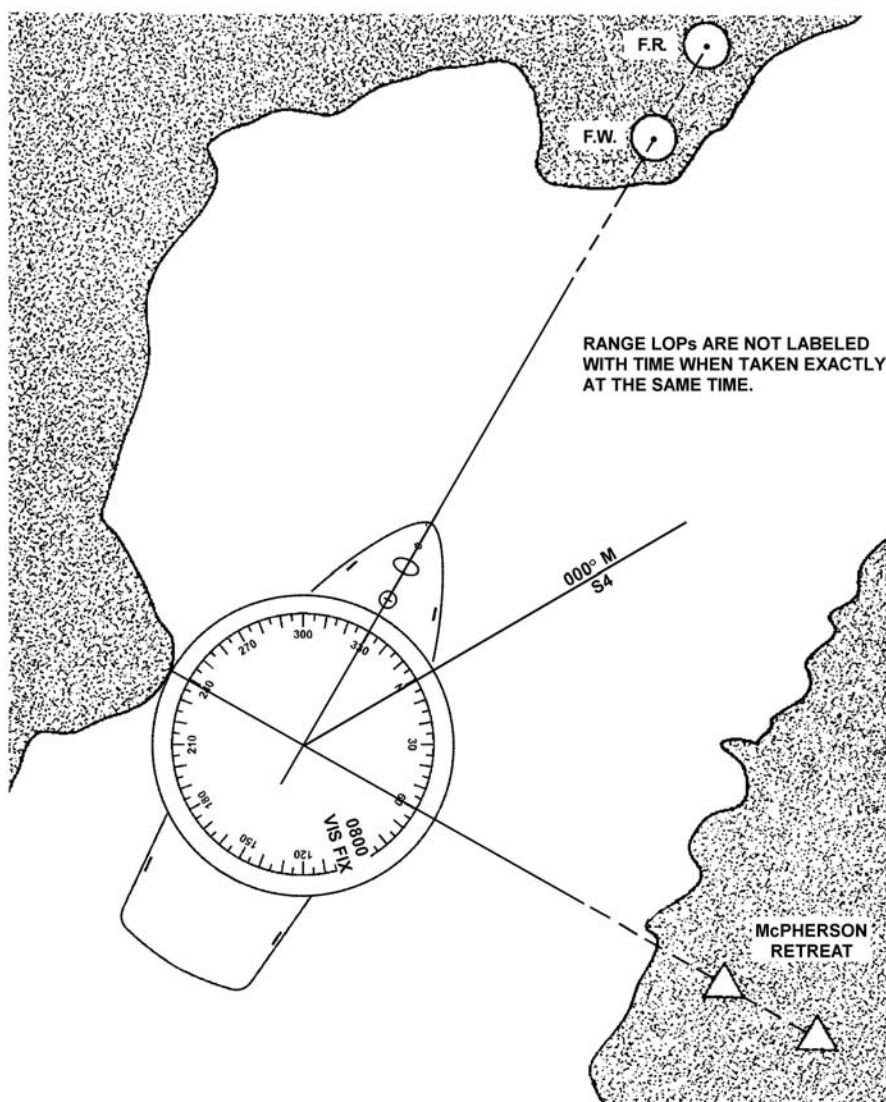 F.R.
F.W.
RANGE LOPs ARE NOT LABELED
WITH TIME WHEN TAKEN EXACTLY
AT THE SAME TIME.
000° M
S4
300
330
N
30
60
0800
VIS FIX
120
150
180
210
240
270
McPHERSON
RETREAT